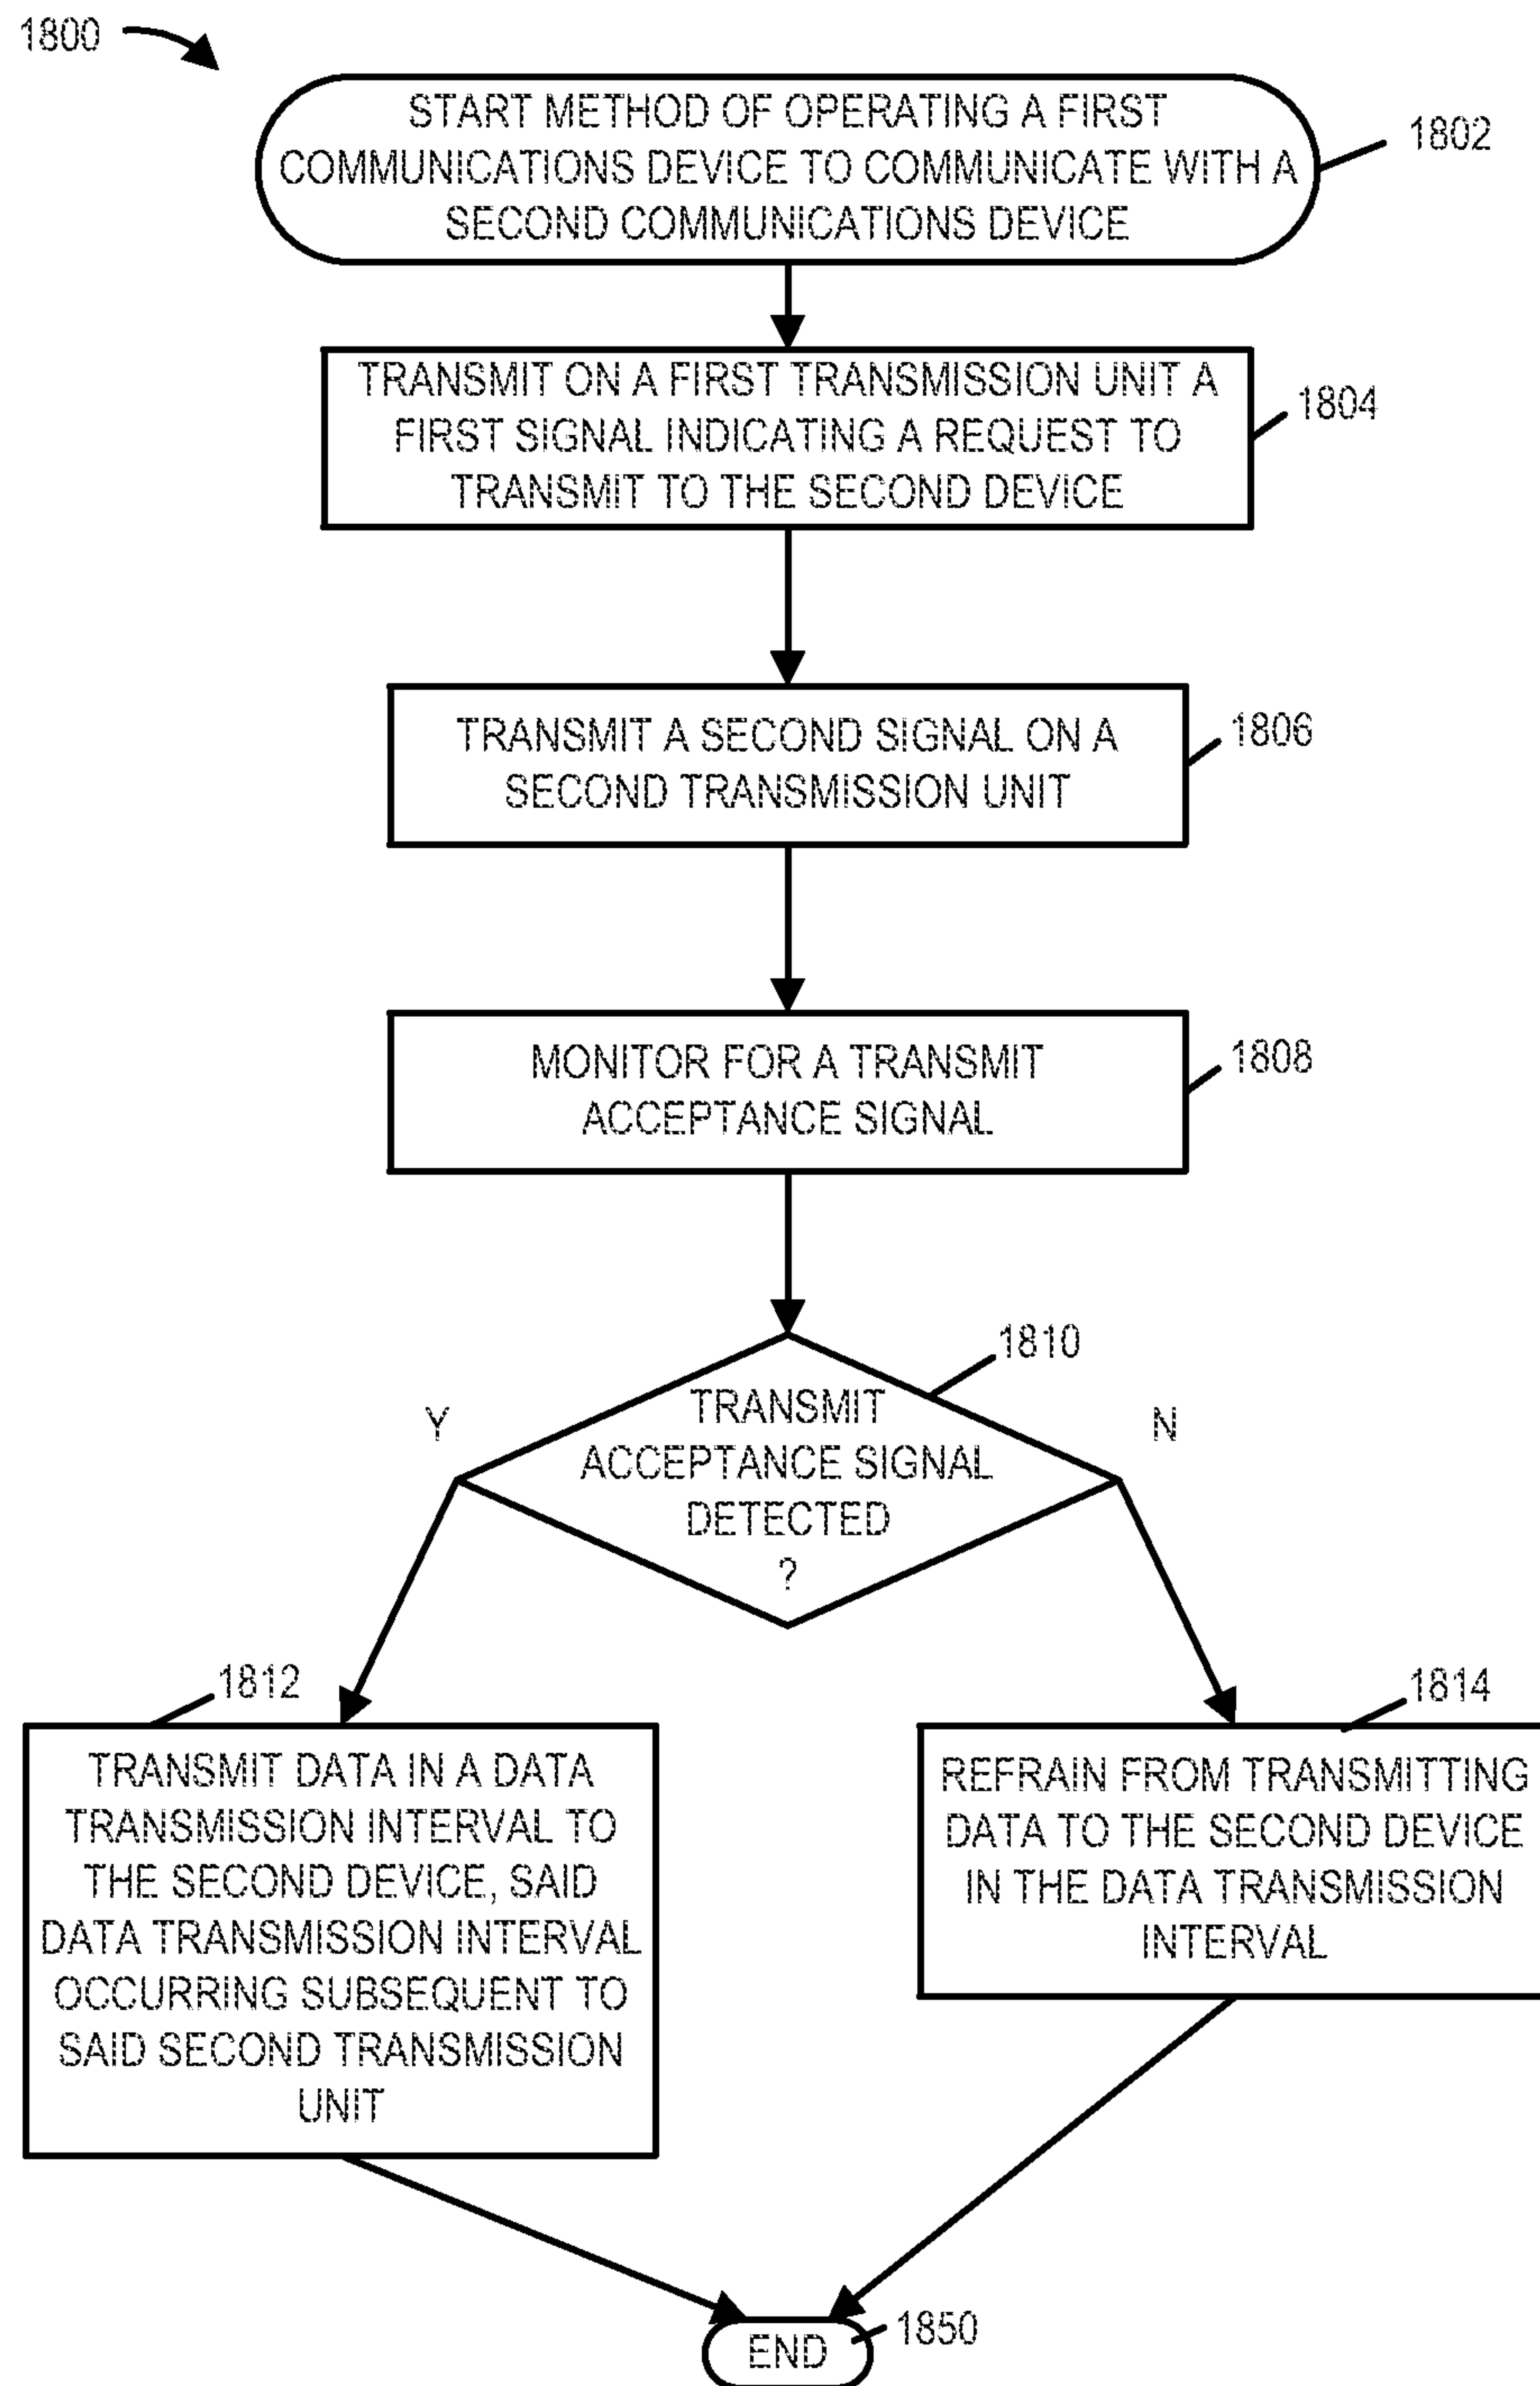 1800
START METHOD OF OPERATING A FIRST
COMMUNICATIONS DEVICE TO COMMUNICATE WITH A
SECOND COMMUNICATIONS DEVICE
1802
TRANSMIT ON A FIRST TRANSMISSION UNIT A
FIRST SIGNAL INDICATING A REQUEST TO
TRANSMIT TO THE SECOND DEVICE
1804
TRANSMIT A SECOND SIGNAL ON A
SECOND TRANSMISSION UNIT
1806
MONITOR FOR A TRANSMIT
ACCEPTANCE SIGNAL
1808
1810
TRANSMIT
ACCEPTANCE SIGNAL
DETECTED
?
Y
N
1812
TRANSMIT DATA IN A DATA
TRANSMISSION INTERVAL TO
THE SECOND DEVICE, SAID
DATA TRANSMISSION INTERVAL
OCCURRING SUBSEQUENT TO
SAID SECOND TRANSMISSION
UNIT
1814
REFRAIN FROM TRANSMITTING
DATA TO THE SECOND DEVICE
IN THE DATA TRANSMISSION
INTERVAL
END
1850